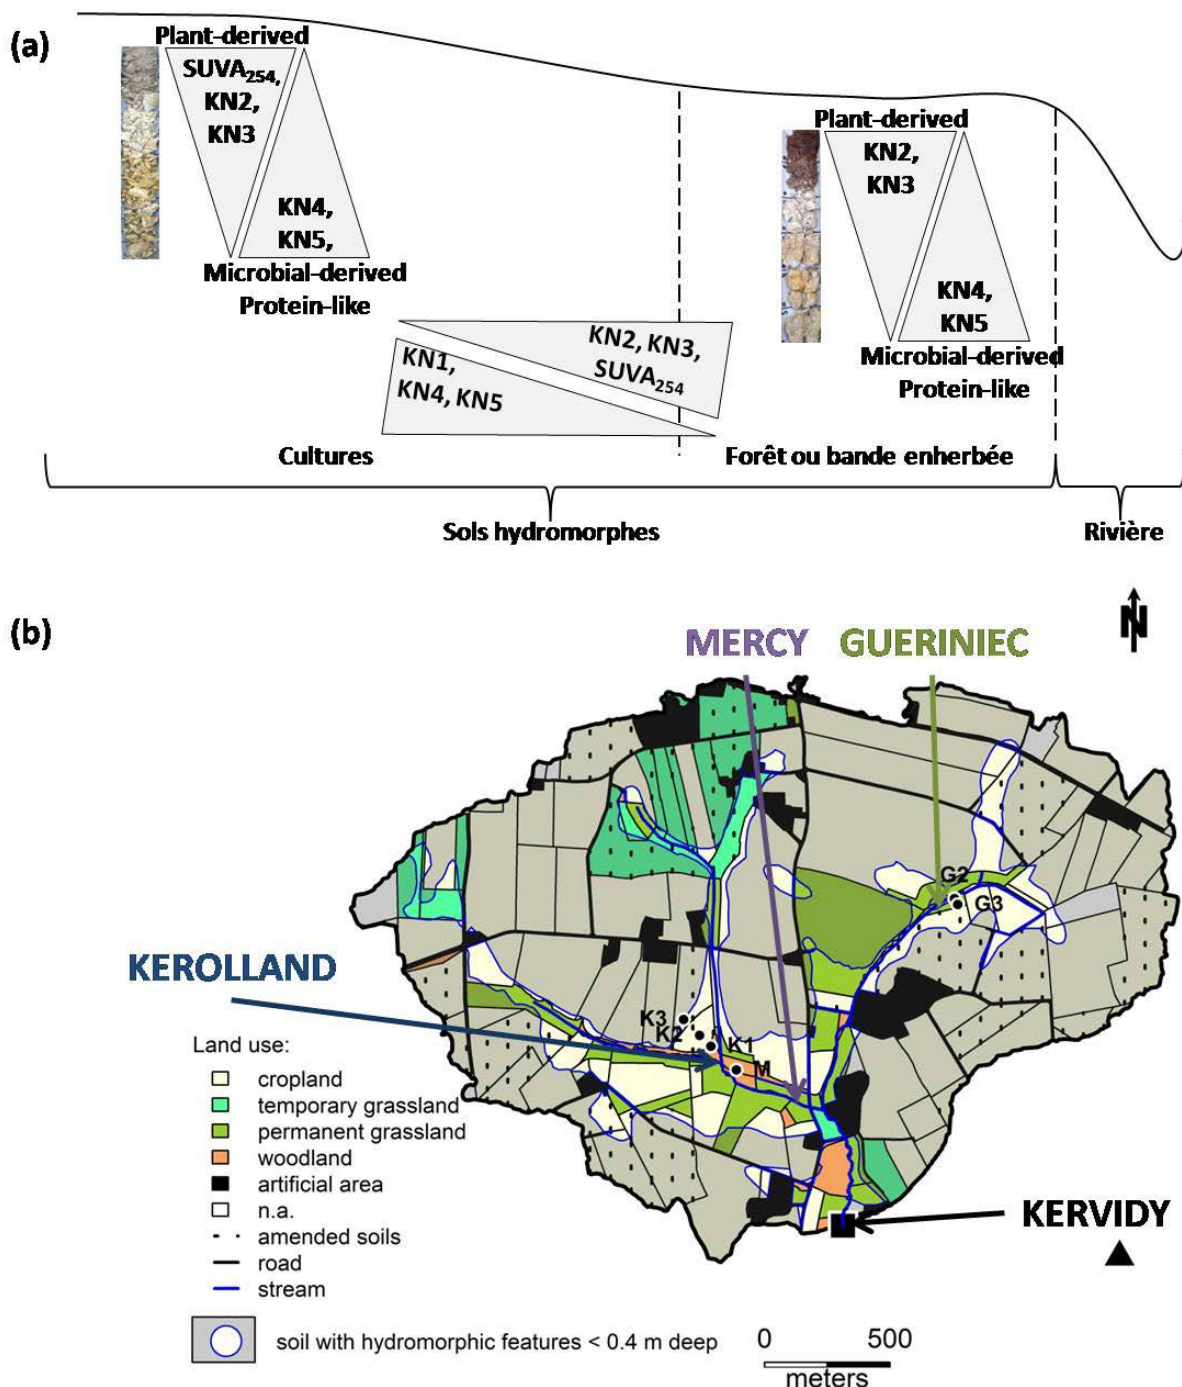 (a)
Plant-derived
SUVA254,
KN2,
KN3
KN4,
KN5,
Microbial-derived
Protein-like
Plant-derived
KN2,
KN3
KN4,
KN5
Microbial-derived
Protein-like
KN2, KN3,
SUVA254
KN1,
KN4, KN5
Cultures
Forêt ou bande enherbée
Sols hydromorphes
Rivière
(b)
N
MERCY
GUERINIEC
G2
G3
KEROLLAND
K3
K2
K1
M
Land use:
cropland
temporary grassland
permanent grassland
woodland
artificial area
n.a.
amended soils
road
stream
soil with hydromorphic features < 0.4 m deep
KERVIDY
0 500
meters